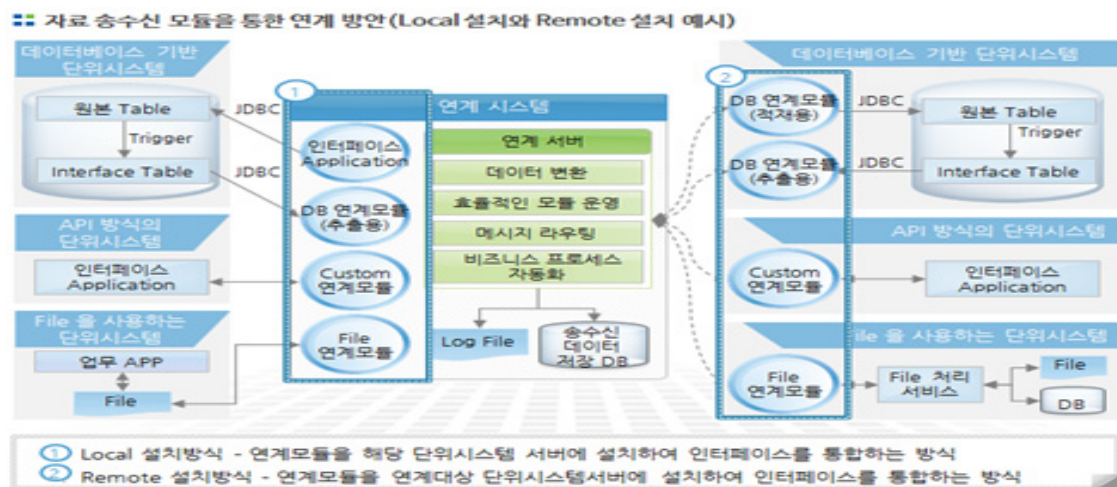 자료 송수신 모듈을 통한 연계 방안(Local 설치와 Remote 설치 예시)
데이터베이스 기반
단위시스템
원본 Table
Trigger
Interface Table
JDBC
JDBC
API 방식의
단위시스템
인터페이스
Application
File 을 사용하는
단위시스템
업무 APP
File
1
연계 시스템
인터페이스
Application
DB 연계모듈
(추출용)
Custom
연계모듈
File
연계모듈
연계 서버
데이터 변환
효율적인 모듈 운영
메시지 라우팅
비즈니스 프로세스
자동화
Log File
송수신
데이터
저장 DB
2
DB 연계모듈
(적재용)
DB 연계모듈
(추출용)
Custom
연계모듈
File
연계모듈
데이터베이스 기반 단위시스템
JDBC
JDBC
원본 Table
Trigger
Interface Table
API 방식의 단위시스템
인터페이스
Application
File 을 사용하는 단위시스템
File 처리
서비스
File
DB
1 Local 설치방식 - 연계모듈을 해당 단위시스템 서버에 설치하여 인터페이스를 통합하는 방식
2 Remote 설치방식 - 연계모듈을 연계대상 단위시스템서버에 설치하여 인터페이스를 통합하는 방식